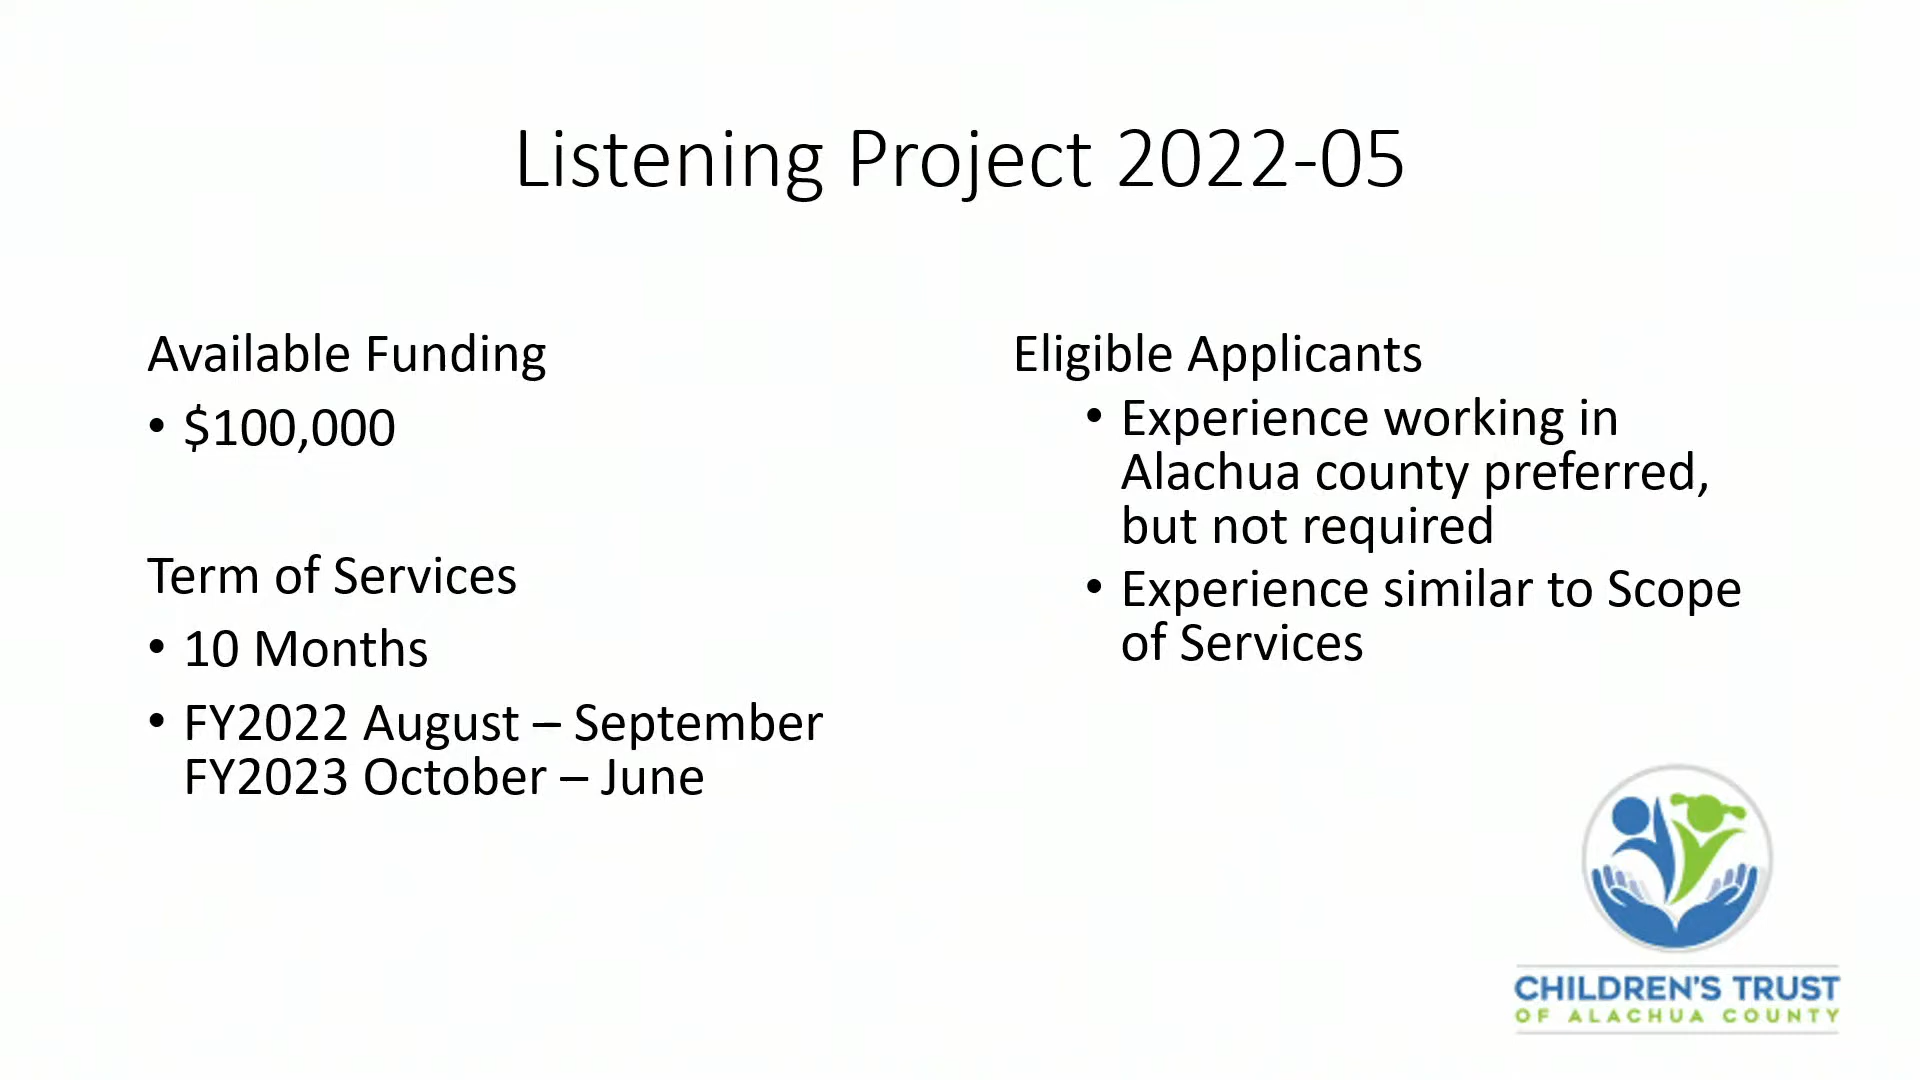 Listening Project 2022-05
Available Funding
• $100,000
Term of Services
• 10 Months
• FY2022 August – September
FY2023 October – June
Eligible Applicants
• Experience working in
Alachua county preferred,
but not required
• Experience similar to Scope
of Services
CHILDREN'S TRUST
OF ALACHUA COUNTY